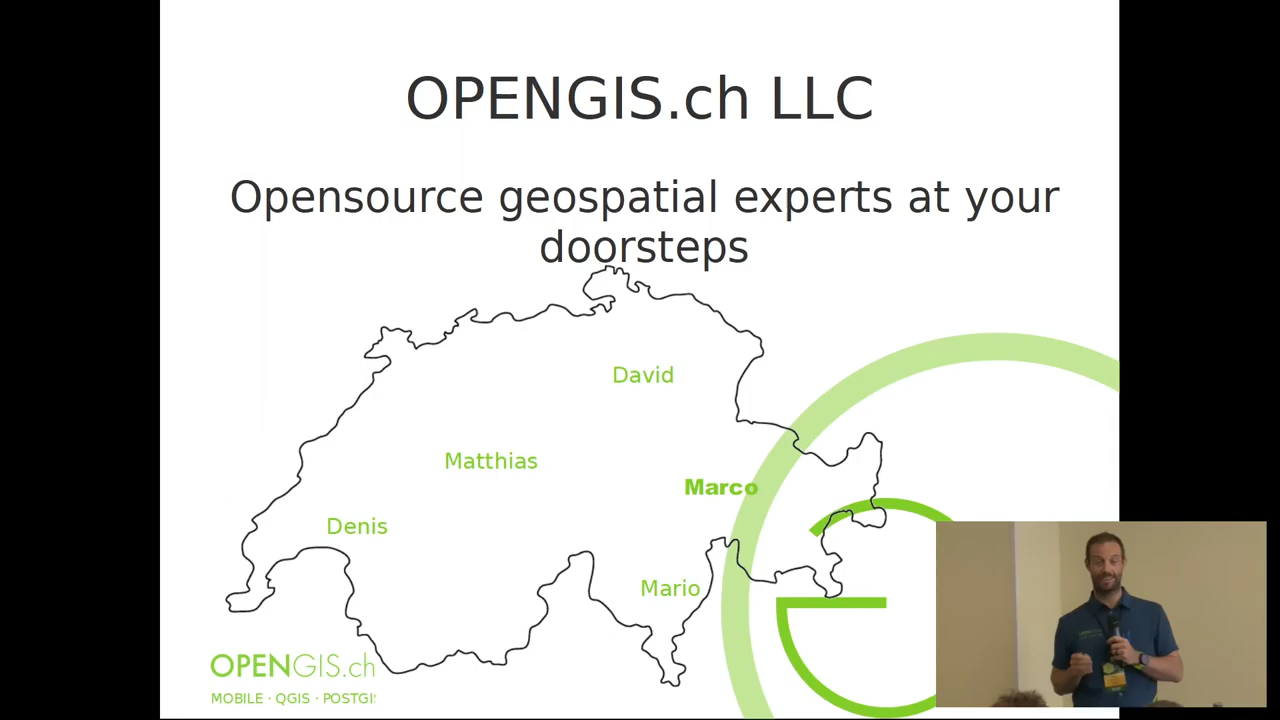 OPENGIS.ch LLC
Opensource geospatial experts at your
doorsteps
David
Matthias
Marco
Denis
Mario
OPENGIS.ch
MOBILE · QGIS · POSTGI